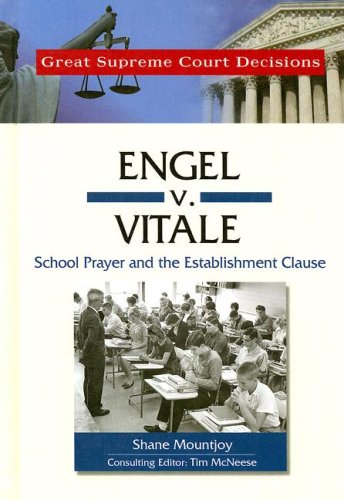 Great Supreme Court Decisions
ENGEL
v.
VITALE
School Prayer and the Establishment Clause
Shane Mountjoy
Consulting Editor: Tim McNeese